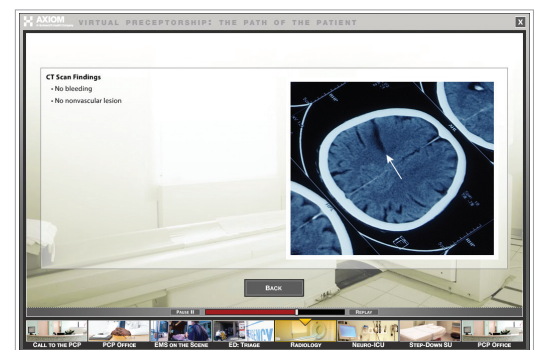 AXIOM VIRTUAL PRECEPTORSHIP: THE PATH OF THE PATIENT X
CT Scan Findings
• No bleeding
• No nonvascular lesion
BACK
PAUSE II REPLAY
CALL TO THE PCP PCP OFFICE EMS ON THE SCENE ED: TRIAGE RADIOLOGY NEURO-ICU STEP-DOWN SU PCP OFFICE